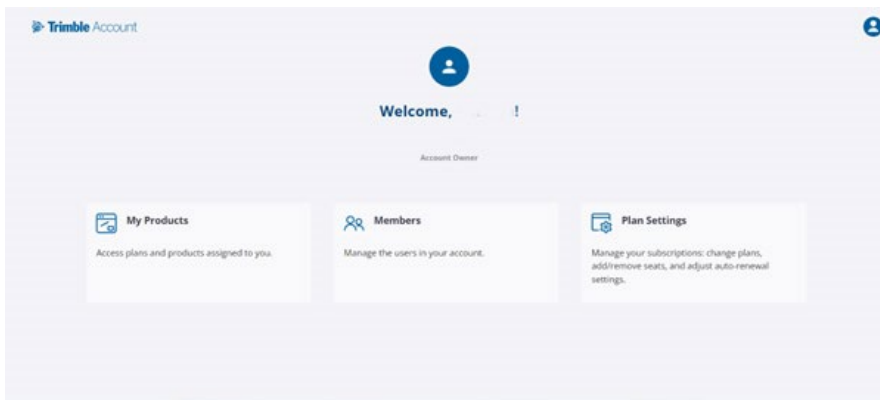 Trimble Account
Welcome, !
Account Owner
My Products
Access plans and products assigned to you.
Members
Manage the users in your account.
Plan Settings
Manage your subscriptions: change plans,
add/remove seats, and adjust auto-renewal
settings.